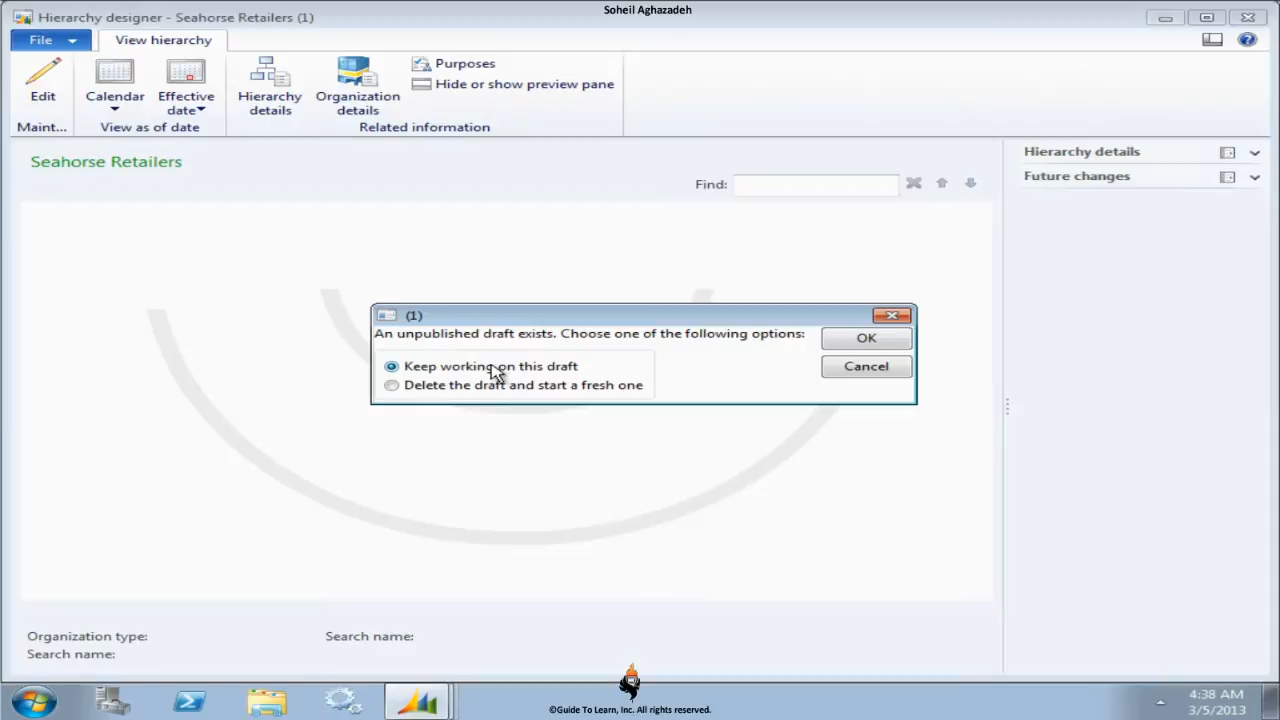 Soheil Aghazadeh
Hierarchy designer - Seahorse Retailers (1)
File
View hierarchy
Edit
Calendar
Effective date
Hierarchy details
Organization details
Purposes
Hide or show preview pane
Maint...
View as of date
Related information
Seahorse Retailers
Find:
Hierarchy details
Future changes
(1)
An unpublished draft exists. Choose one of the following options:
Keep working on this draft
Delete the draft and start a fresh one
OK
Cancel
Organization type:
Search name:
Search name:
4:38 AM
3/5/2013
©Guide To Learn, Inc. All rights reserved.